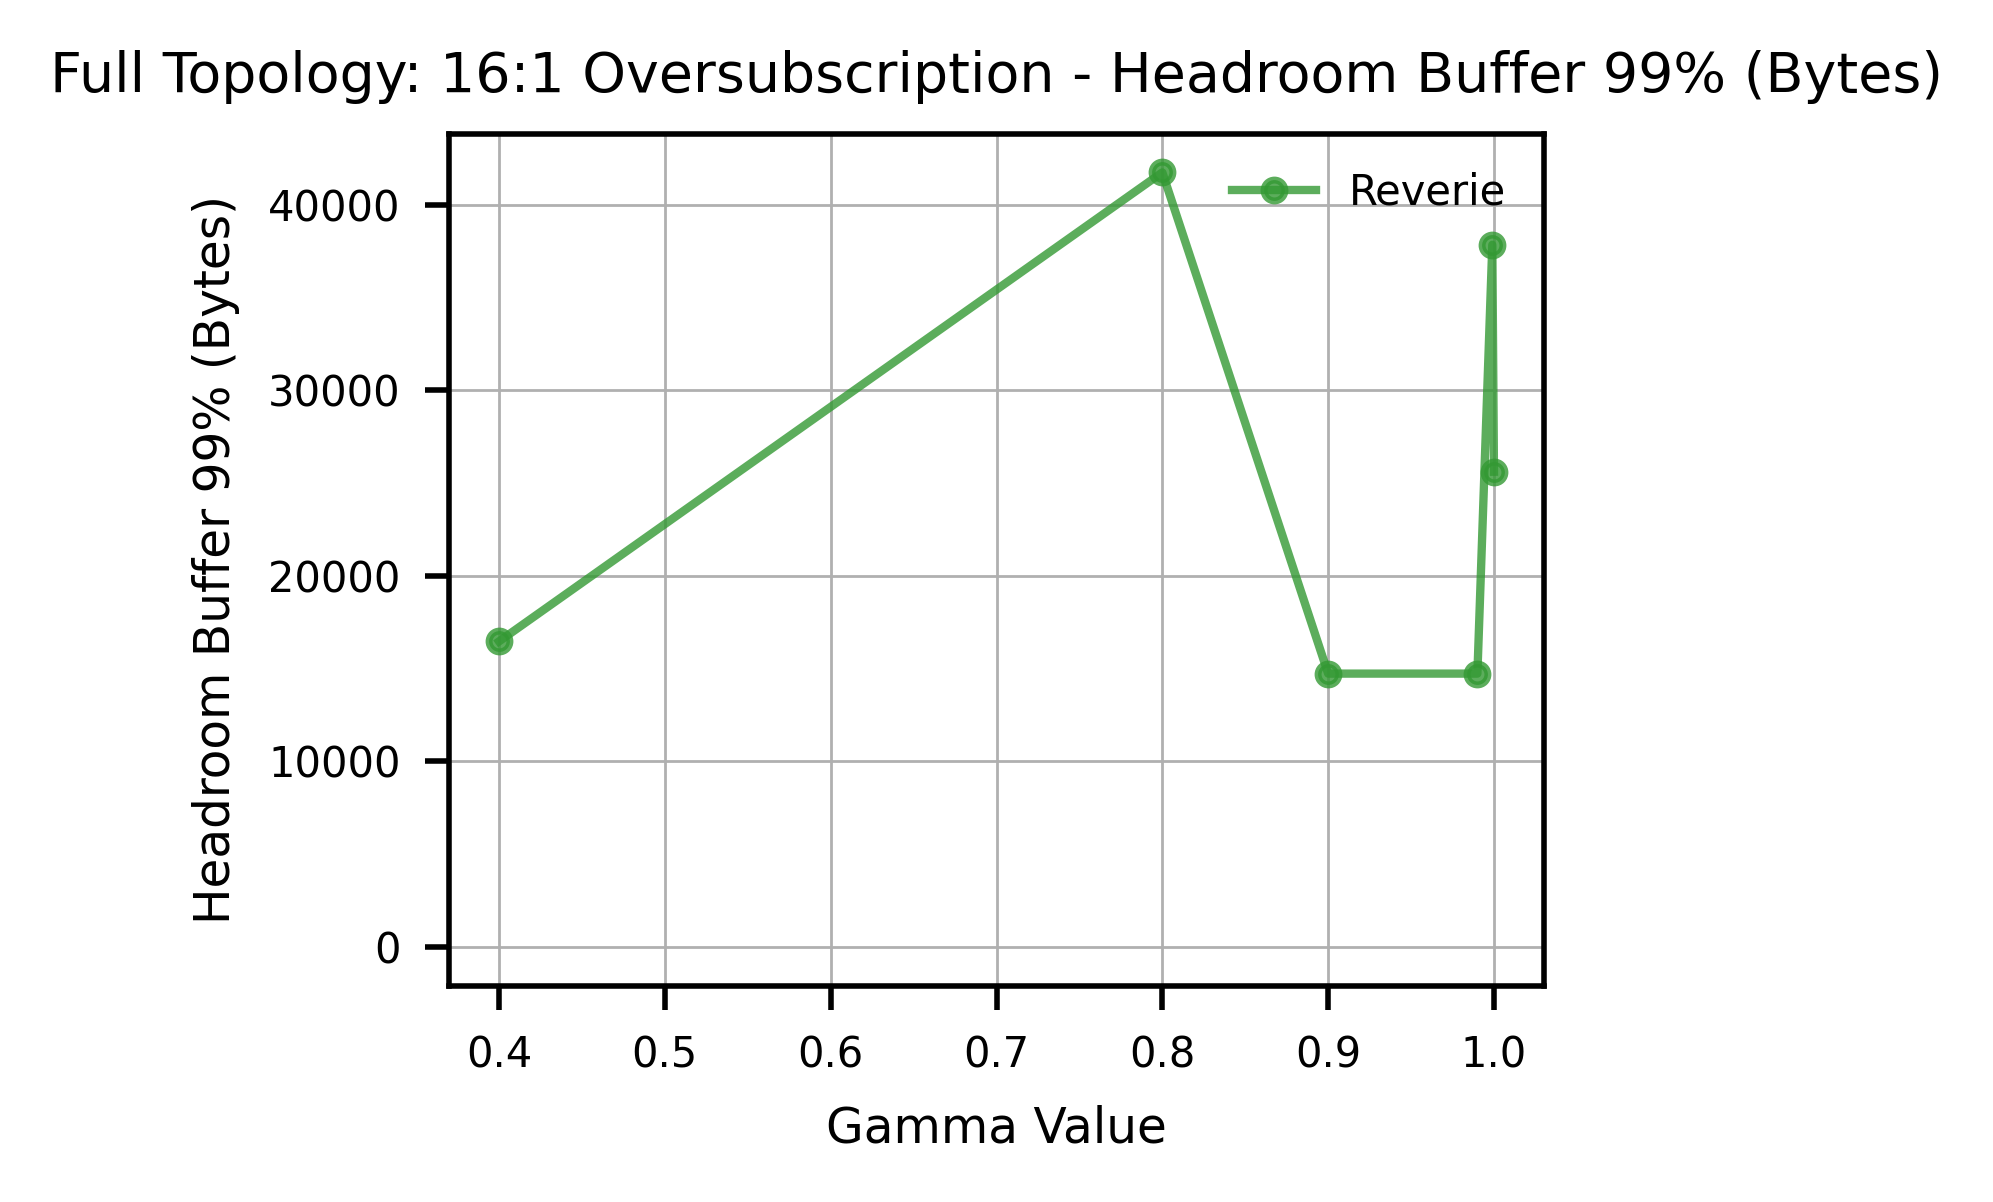 Full Topology: 16:1 Oversubscription - Headroom Buffer 99% (Bytes)
Reverie
Headroom Buffer 99% (Bytes)
40000
30000
20000
10000
0
0.4 0.5 0.6 0.7 0.8 0.9 1.0
Gamma Value